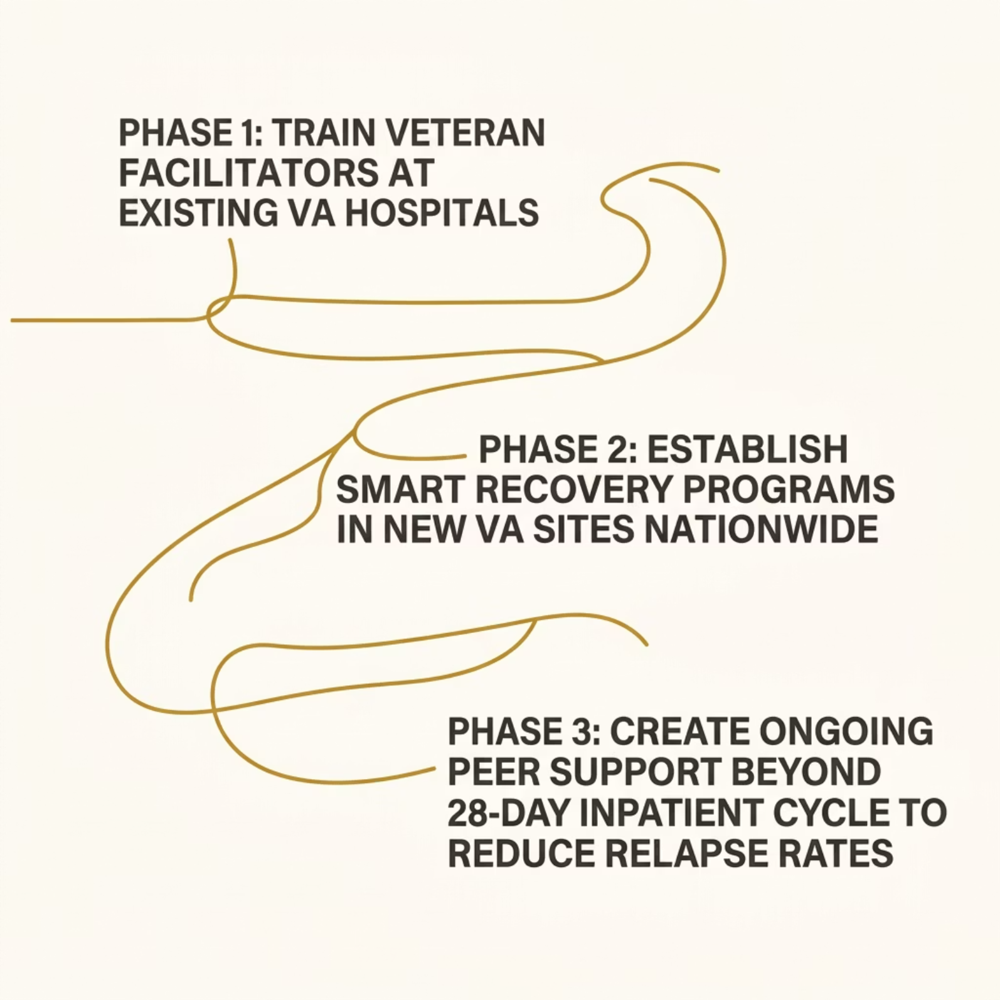 PHASE 1: TRAIN VETERAN
FACILITATORS AT
EXISTING VA HOSPITALS
PHASE 2: ESTABLISH
SMART RECOVERY PROGRAMS
IN NEW VA SITES NATIONWIDE
PHASE 3: CREATE ONGOING
PEER SUPPORT BEYOND
28-DAY INPATIENT CYCLE TO
REDUCE RELAPSE RATES